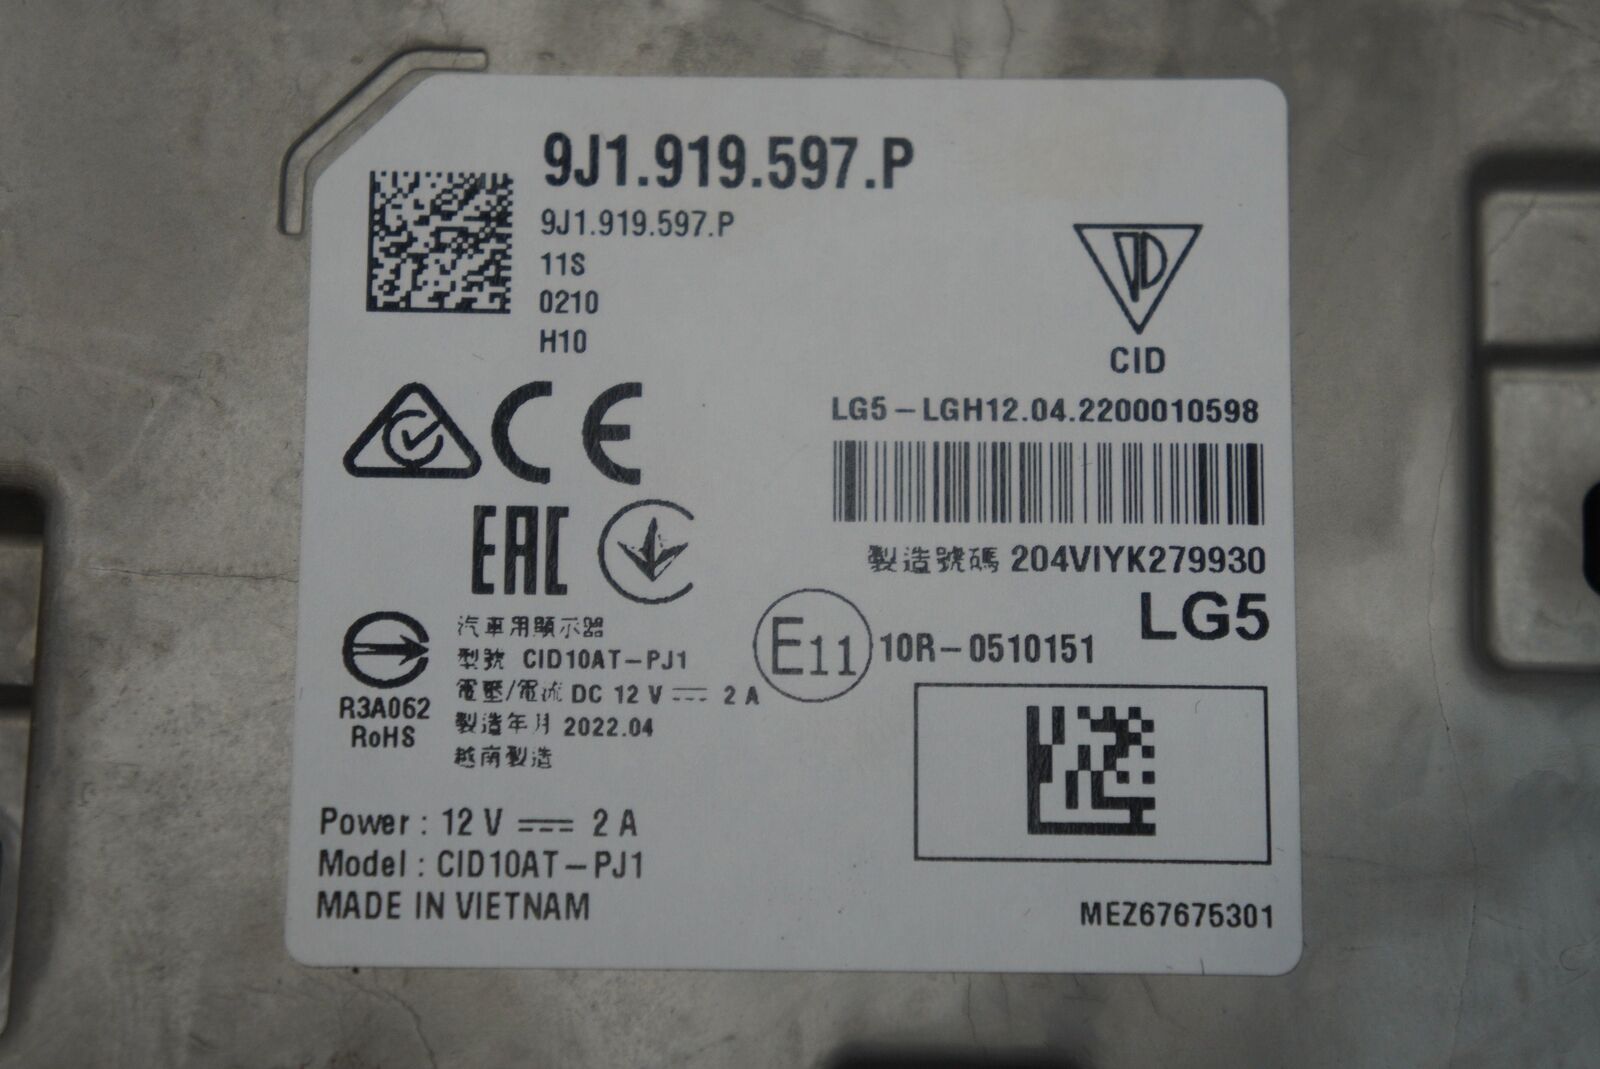 9J1.919.597.P
9J1.919.597.P
11S
0210
H10
PD
CID
CE
EAC
LG5-LGH12.04.2200010598
製造號碼 204VIYK279930
LG5
E11 10R-0510151
R3A062
RoHS
汽車用顯示器
型號 CID10AT-PJ1
電壓/電流 DC 12 V 2 A
製造年月 2022.04
越南製造
Power : 12 V 2 A
Model : CID10AT-PJ1
MADE IN VIETNAM
MEZ67675301